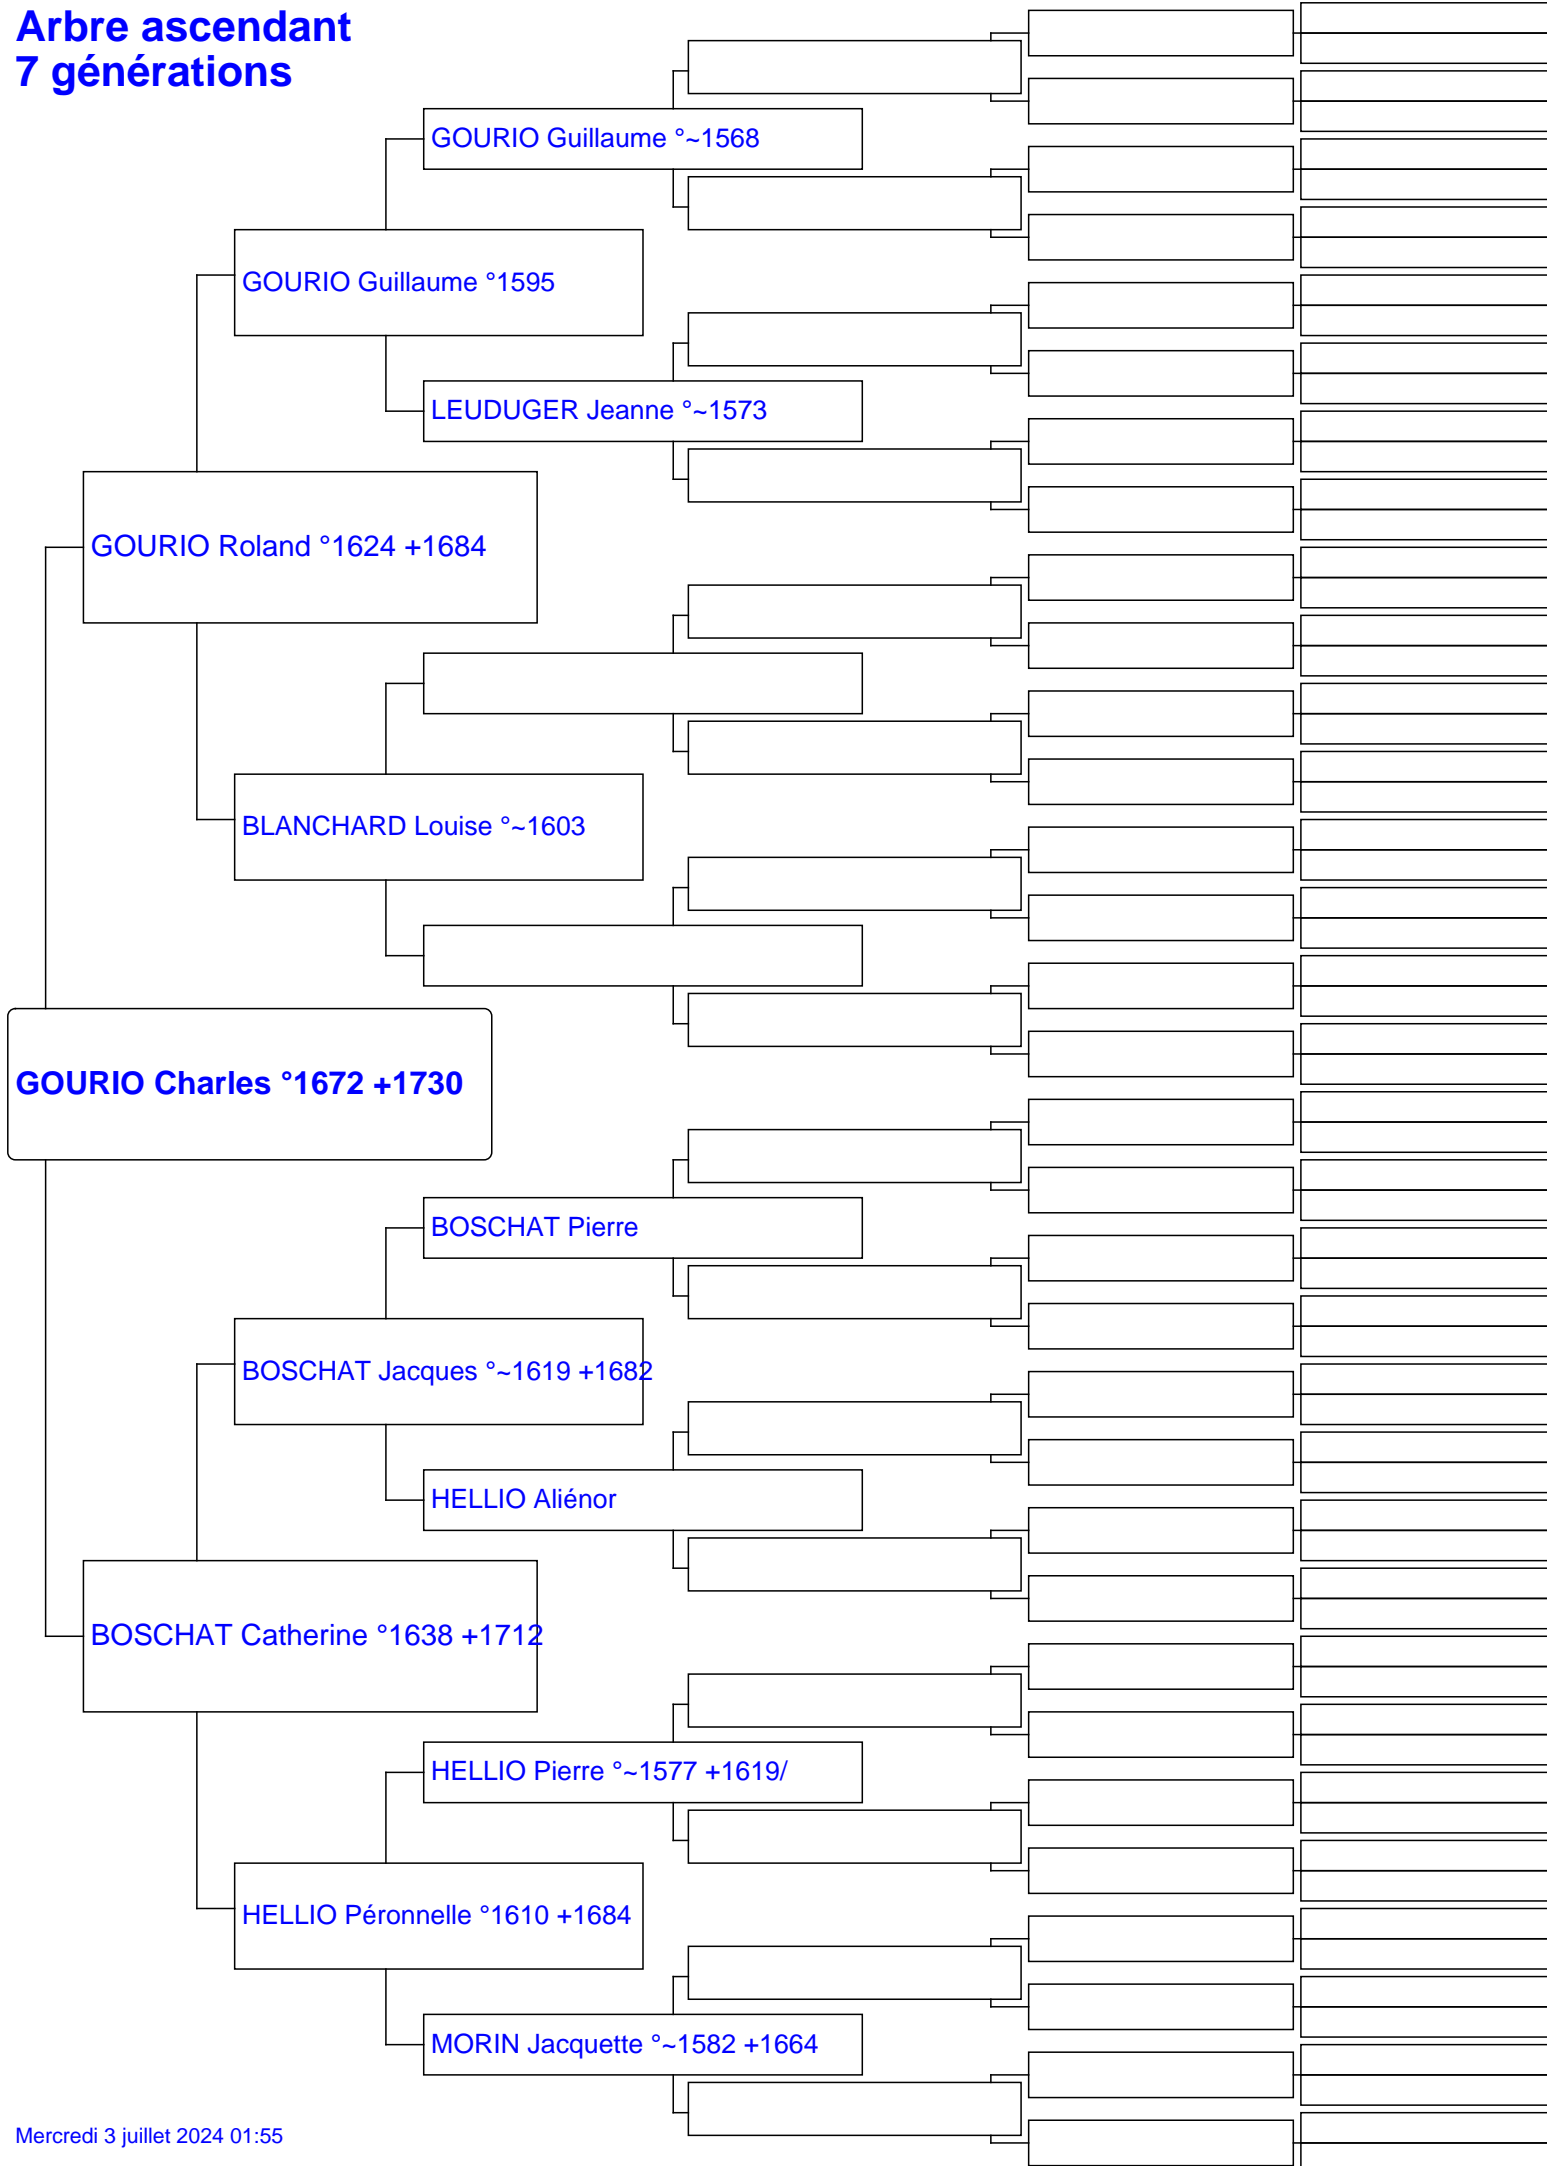 Arbre ascendant
7 générations
GOURIO Guillaume °~1568
GOURIO Guillaume °1595
LEUDUGER Jeanne °~1573
GOURIO Roland °1624 +1684
BLANCHARD Louise °~1603
GOURIO Charles °1672 +1730
BOSCHAT Pierre
BOSCHAT Jacques °~1619 +1682
HELLIO Aliénor
BOSCHAT Catherine °1638 +1712
HELLIO Pierre °~1577 +1619/
HELLIO Péronnelle °1610 +1684
MORIN Jacquette °~1582 +1664
Mercredi 3 juillet 2024 01:55